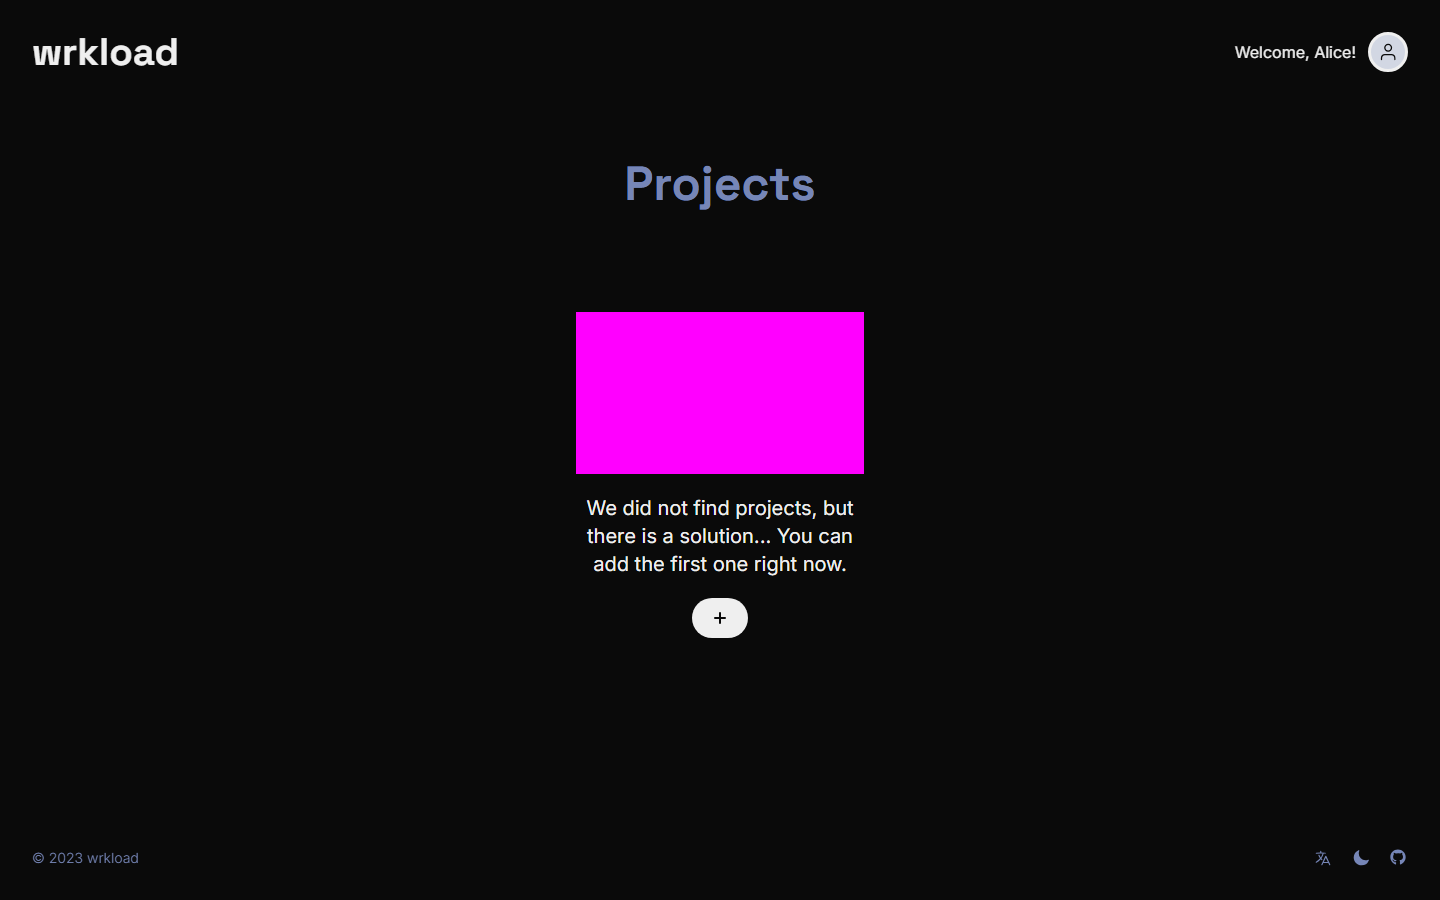 wrkload
Welcome, Alice!
Projects
We did not find projects, but
there is a solution... You can
add the first one right now.
© 2023 wrkload